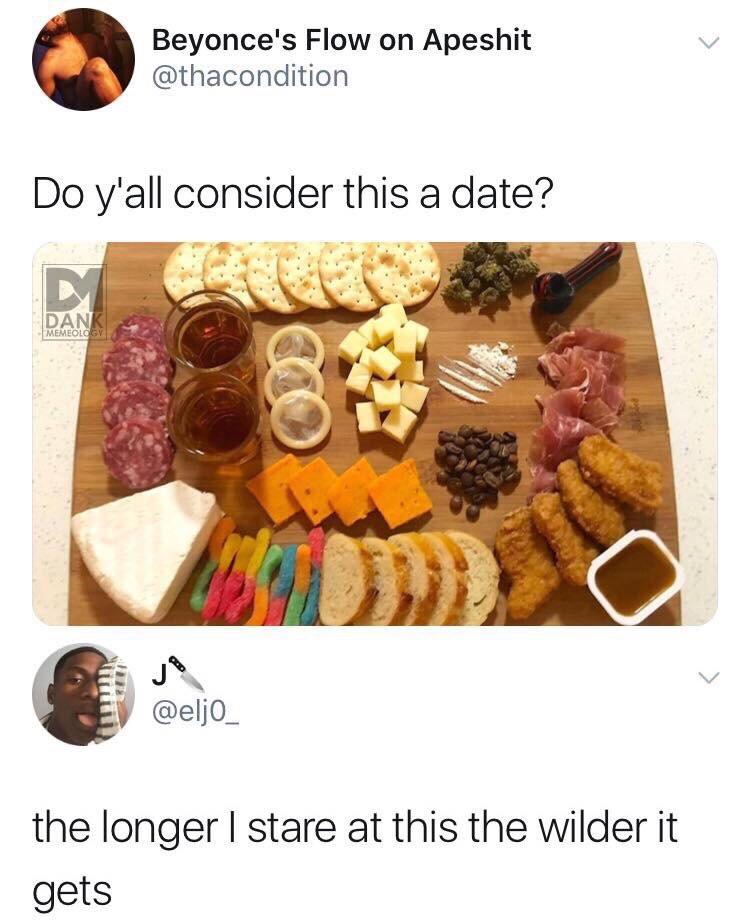 Beyonce's Flow on Apeshit
@thacondition
Do y'all consider this a date?
DM
DANK
MEMEOLOGY
J🔪
@elj0_
the longer I stare at this the wilder it
gets